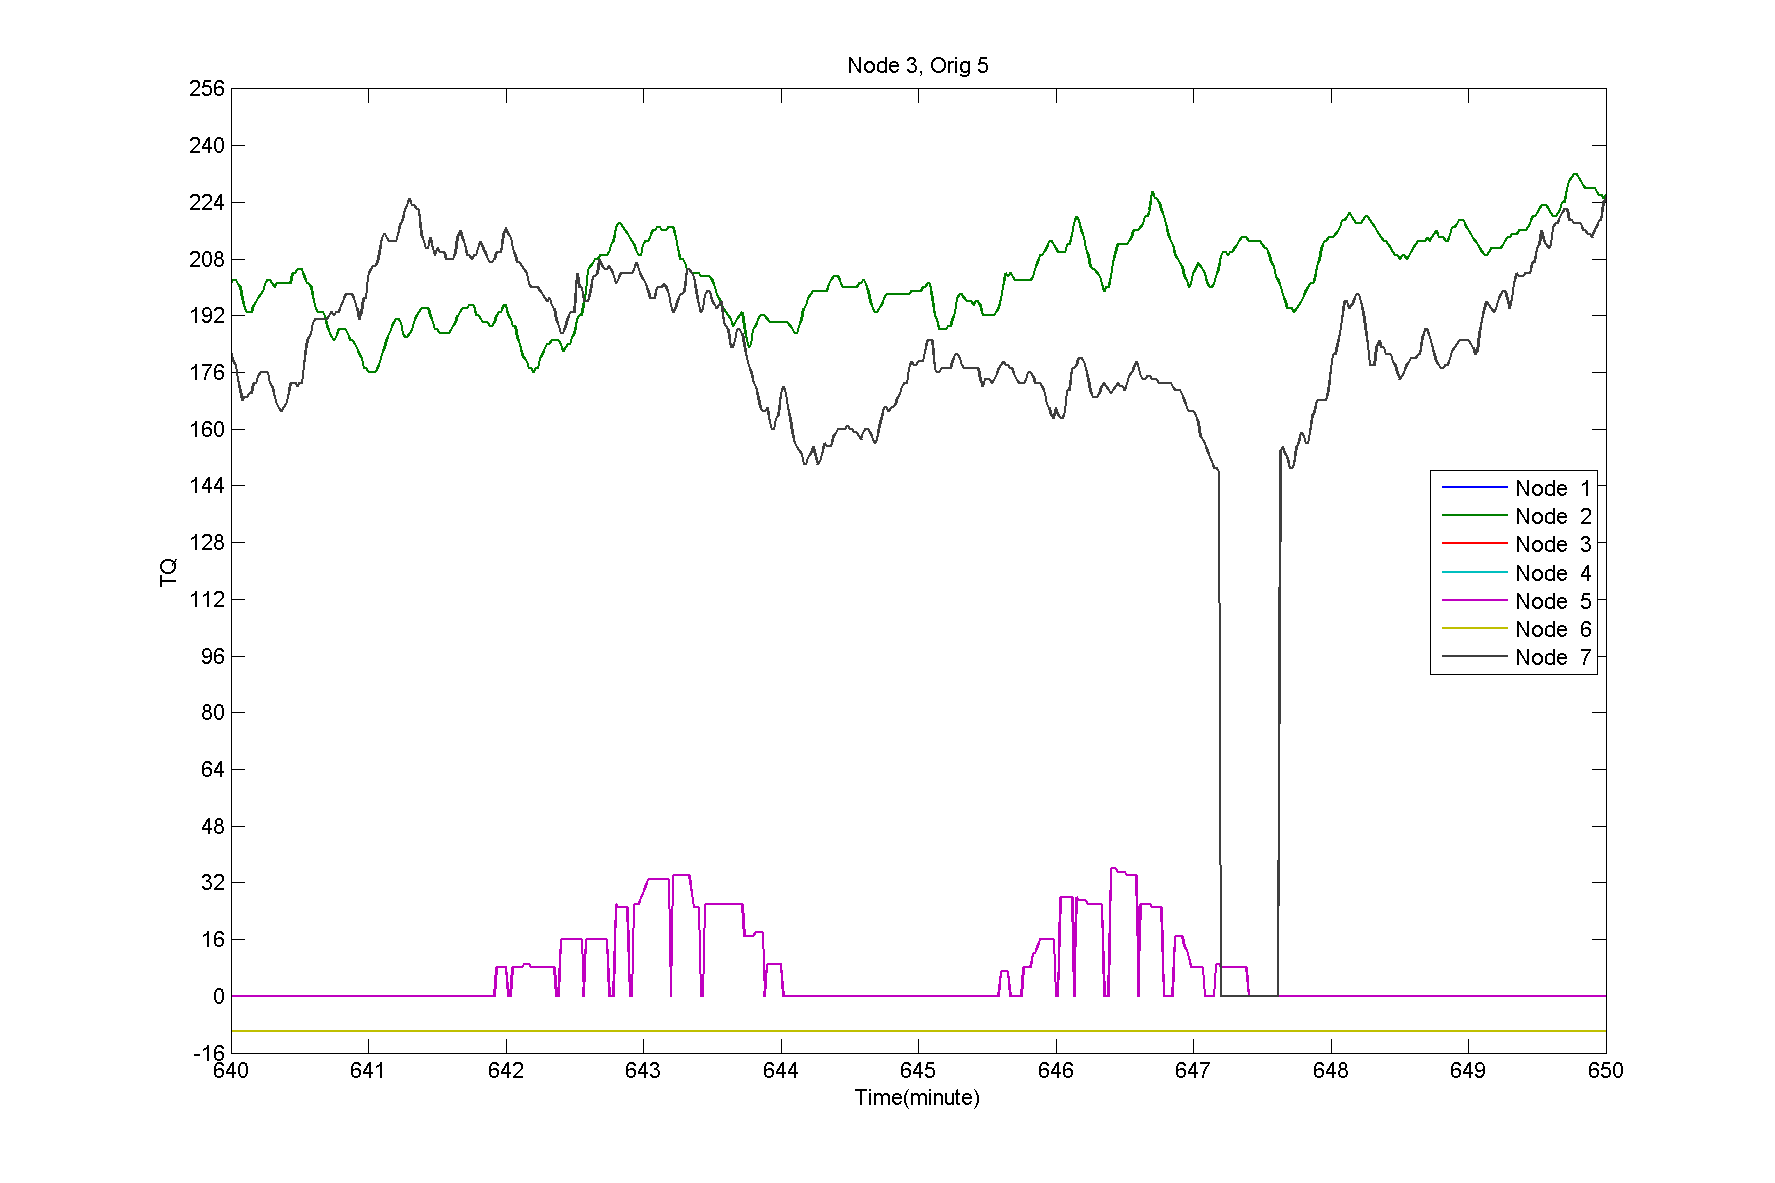 Node 3, Orig 5
256
240
224
208
192
176
160
144
128
112
96
80
64
48
32
16
0
-16
TQ
Node 1
Node 2
Node 3
Node 4
Node 5
Node 6
Node 7
640 641 642 643 644 645 646 647 648 649 650
Time(minute)